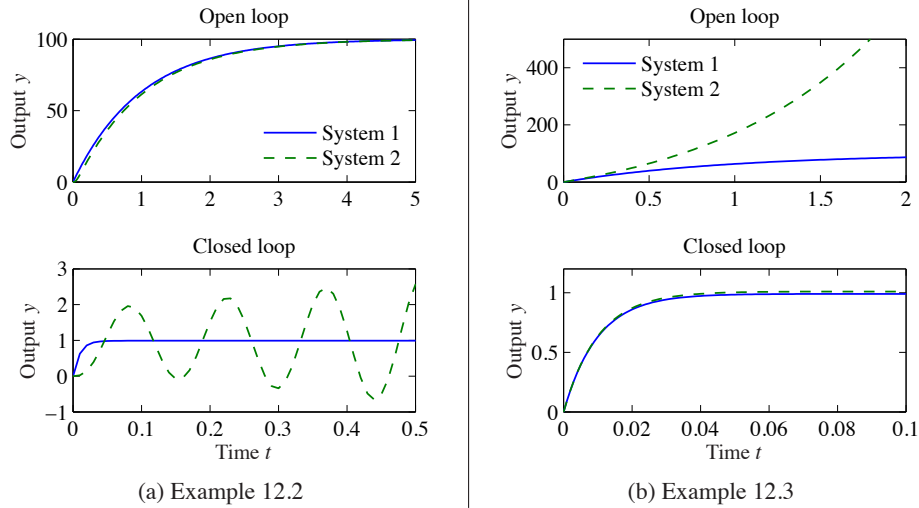 Open loop
100
50
0
Output y
System 1
System 2
0 1 2 3 4 5
Closed loop
3
2
1
0
−1
Output y
0 0.1 0.2 0.3 0.4 0.5
Time t
(a) Example 12.2
Open loop
400
200
0
Output y
System 1
System 2
0 0.5 1 1.5 2
Closed loop
1
0.5
0
Output y
0 0.02 0.04 0.06 0.08 0.1
Time t
(b) Example 12.3